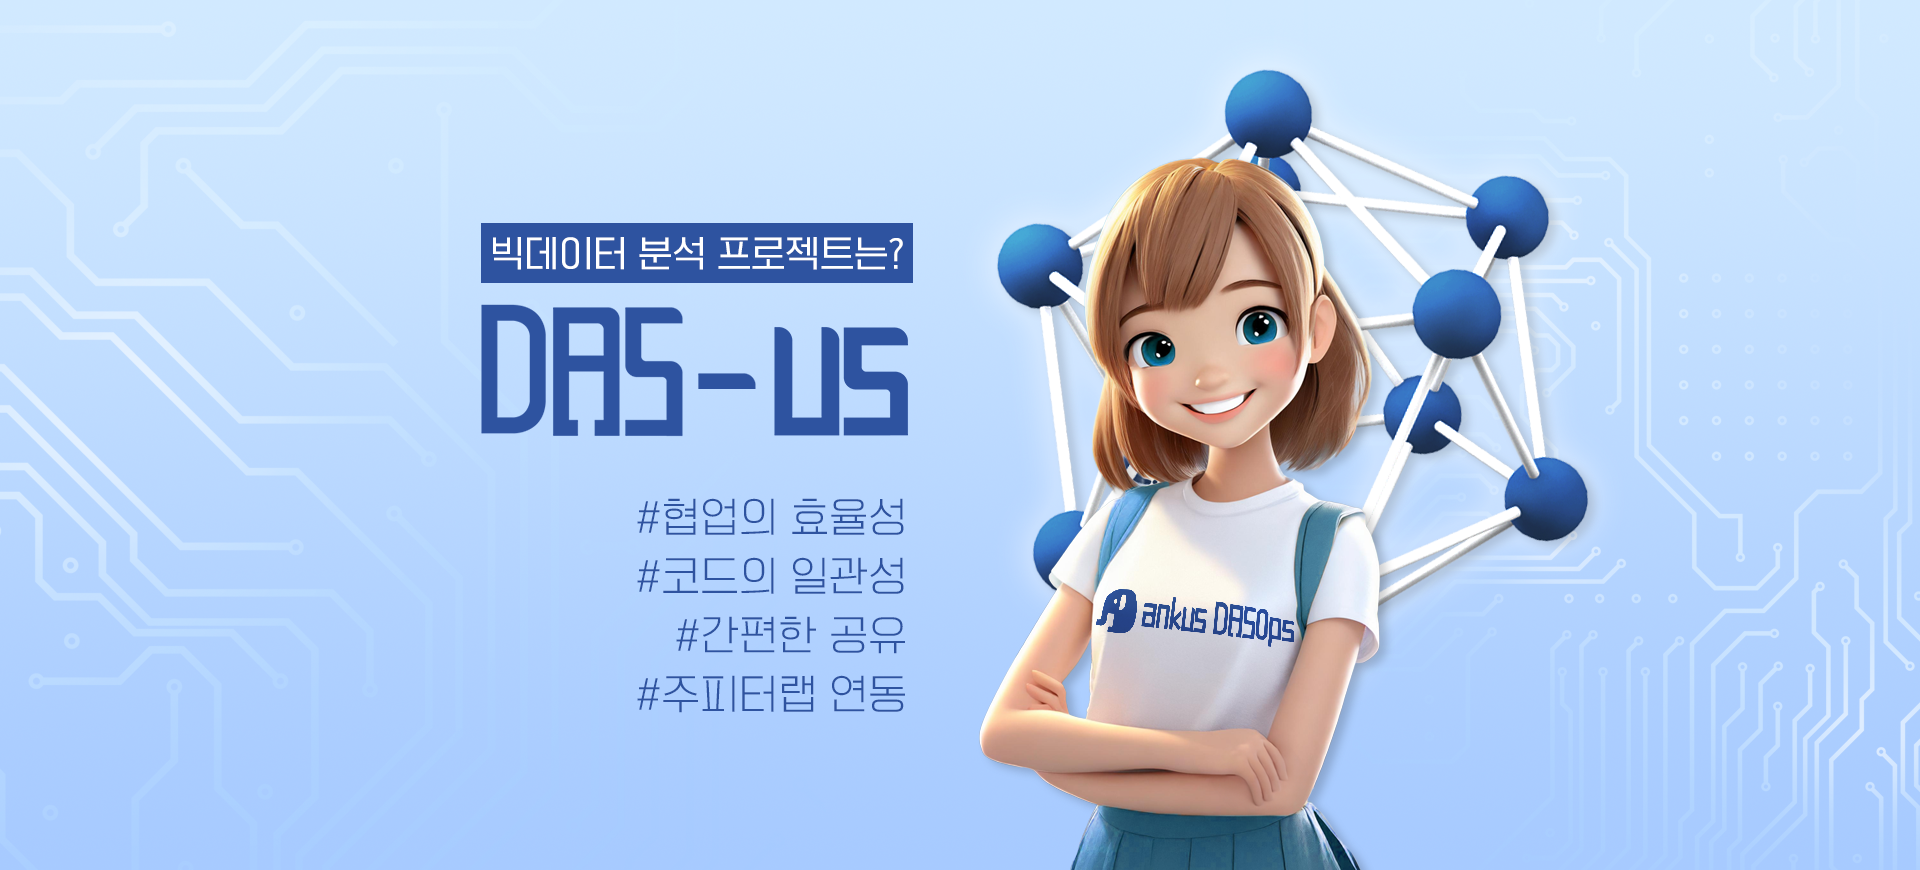 빅데이터 분석 프로젝트는?
DAS-us
#협업의 효율성
#코드의 일관성
#간편한 공유
#주피터랩 연동
ankus DASOps